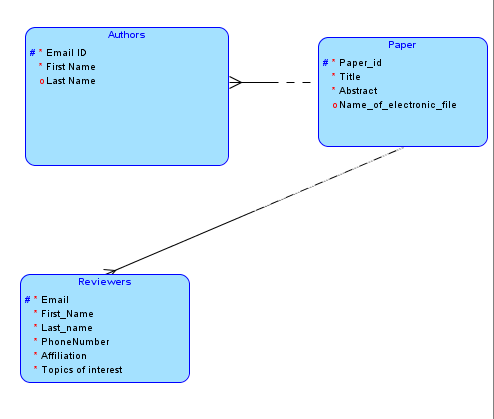 Authors
# * Email ID
* First Name
o Last Name
Paper
# * Paper_id
* Title
* Abstract
o Name_of_electronic_file
Reviewers
# * Email
* First_Name
* Last_name
* PhoneNumber
* Affiliation
* Topics of interest